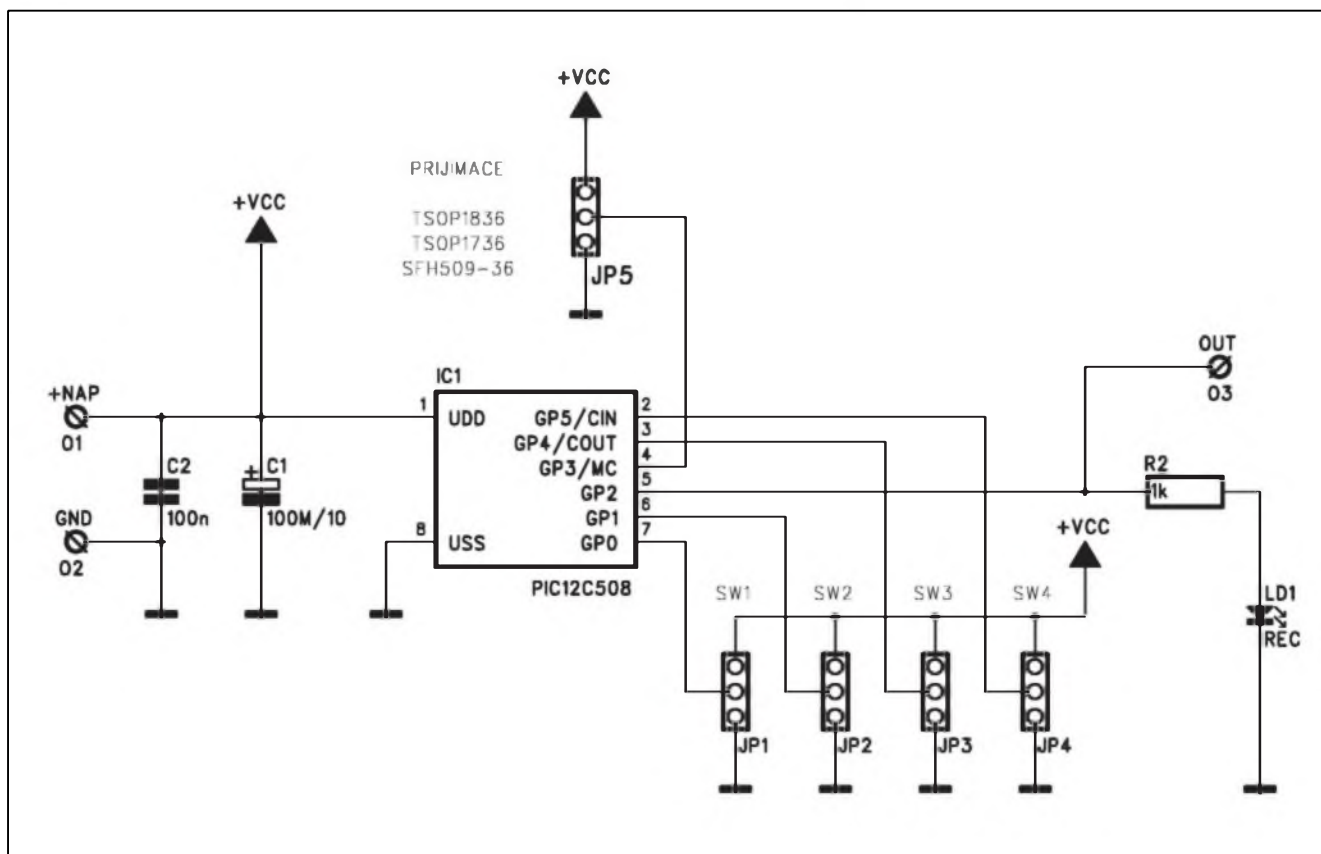 +VCC
PRIJIMACE
TSOP1836
TSOP1736
SFH509-36
JP5
+VCC
OUT
O3
IC1
+NAP
O1
1
UDD
GP5/CIN
2
GP4/COUT
3
GP3/MC
4
GP2
5
GP1
6
GP0
7
8
USS
PIC12C508
C2
100n
+
C1
100M/10
GND
O2
R2
1k
+VCC
SW1
SW2
SW3
SW4
LD1
REC
JP1
JP2
JP3
JP4